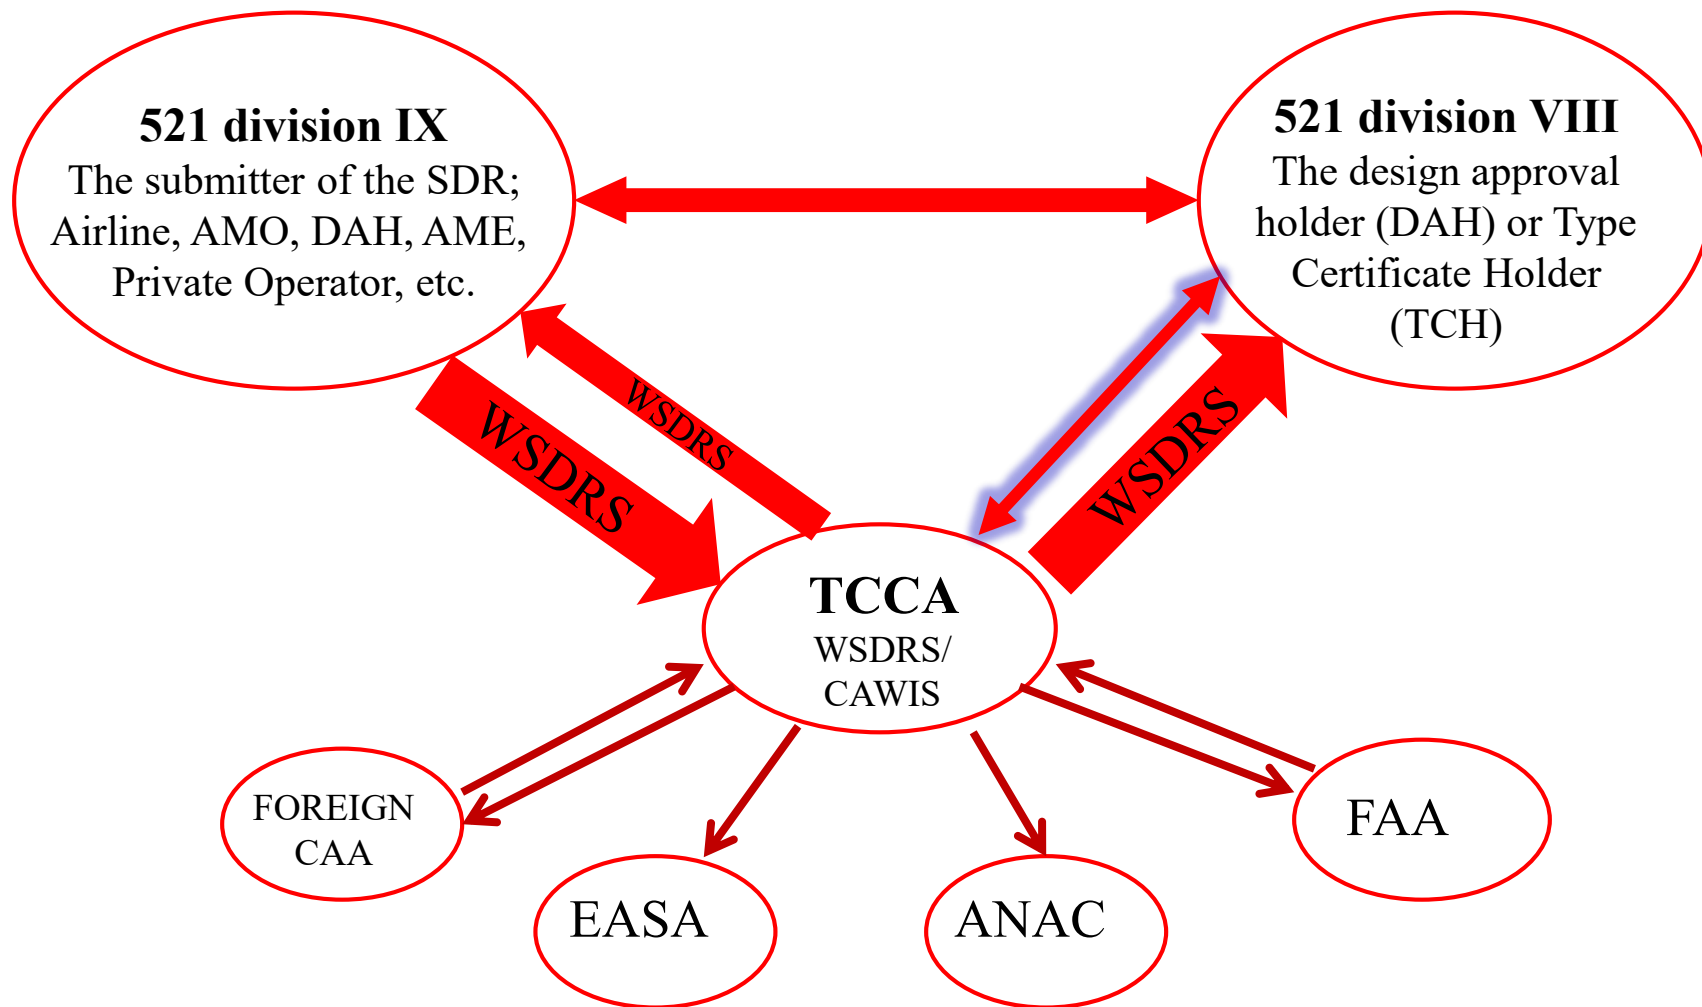 521 division IX
The submitter of the SDR;
Airline, AMO, DAH, AME,
Private Operator, etc.
521 division VIII
The design approval
holder (DAH) or Type
Certificate Holder
(TCH)
WSDRS
WSDRS
WSDRS
TCCA
WSDRS/
CAWIS
FOREIGN
CAA
EASA
ANAC
FAA